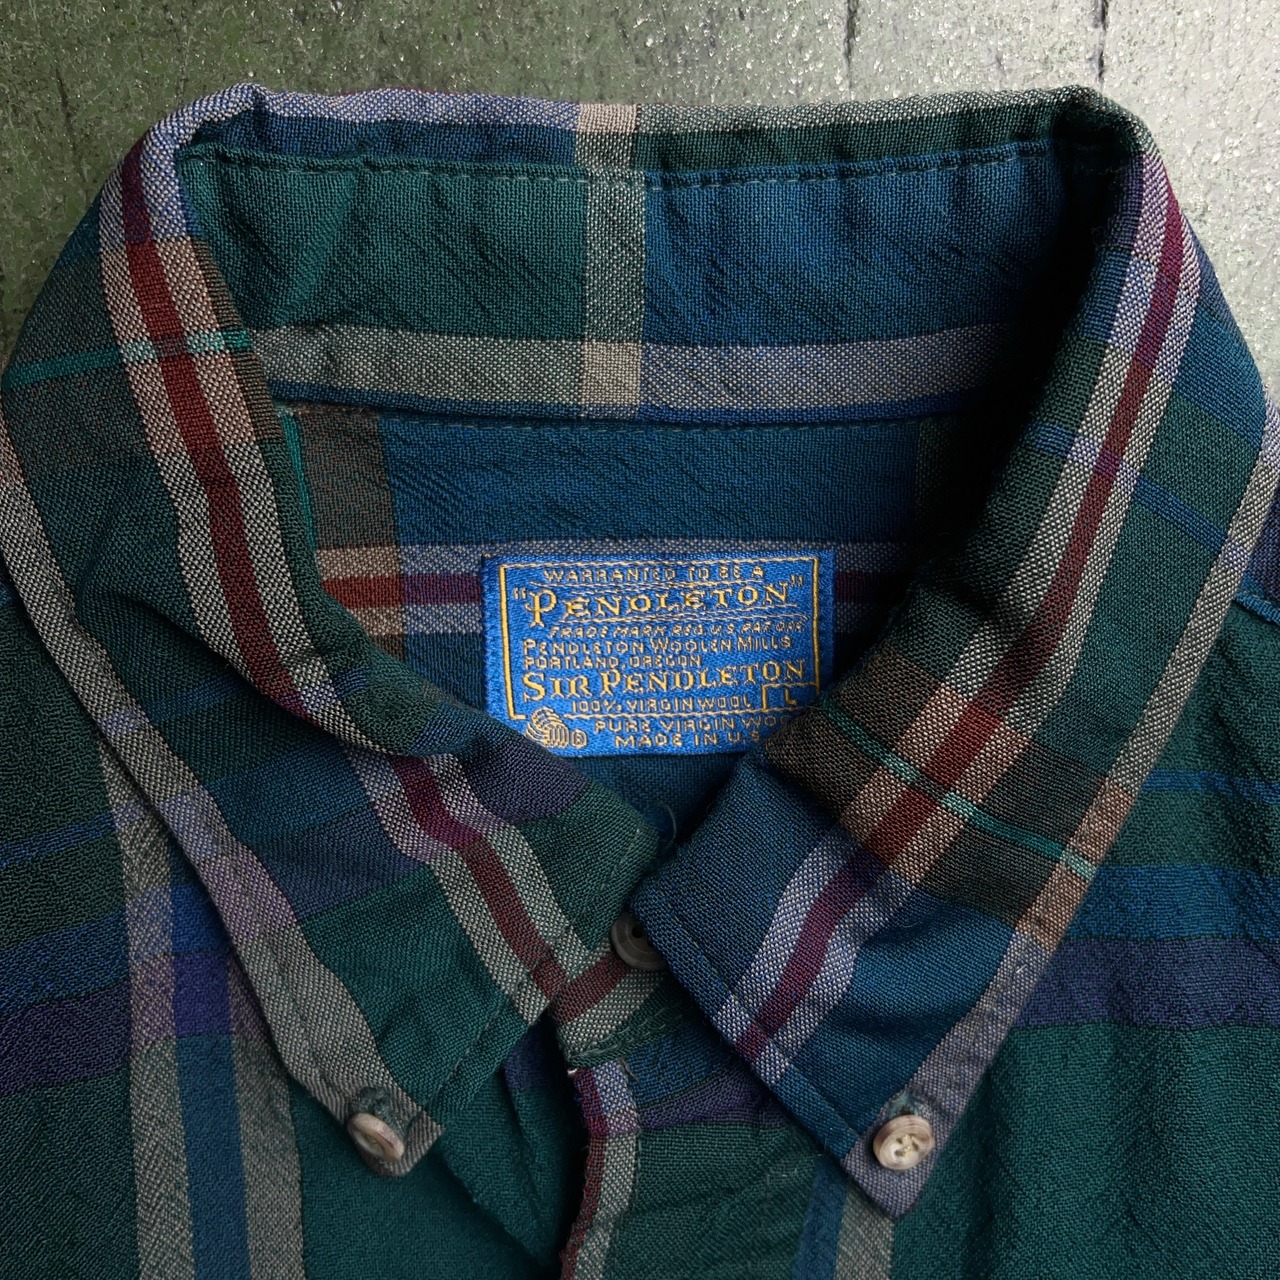 WARRANTED TO BE A
"PENDLETON"
TRADE MARK REG. U.S. PAT. OFF.
PENDLETON WOOLEN MILLS
PORTLAND, OREGON
SIR PENDLETON
100% VIRGIN WOOL L
R PURE VIRGIN WOO
MADE IN U.S